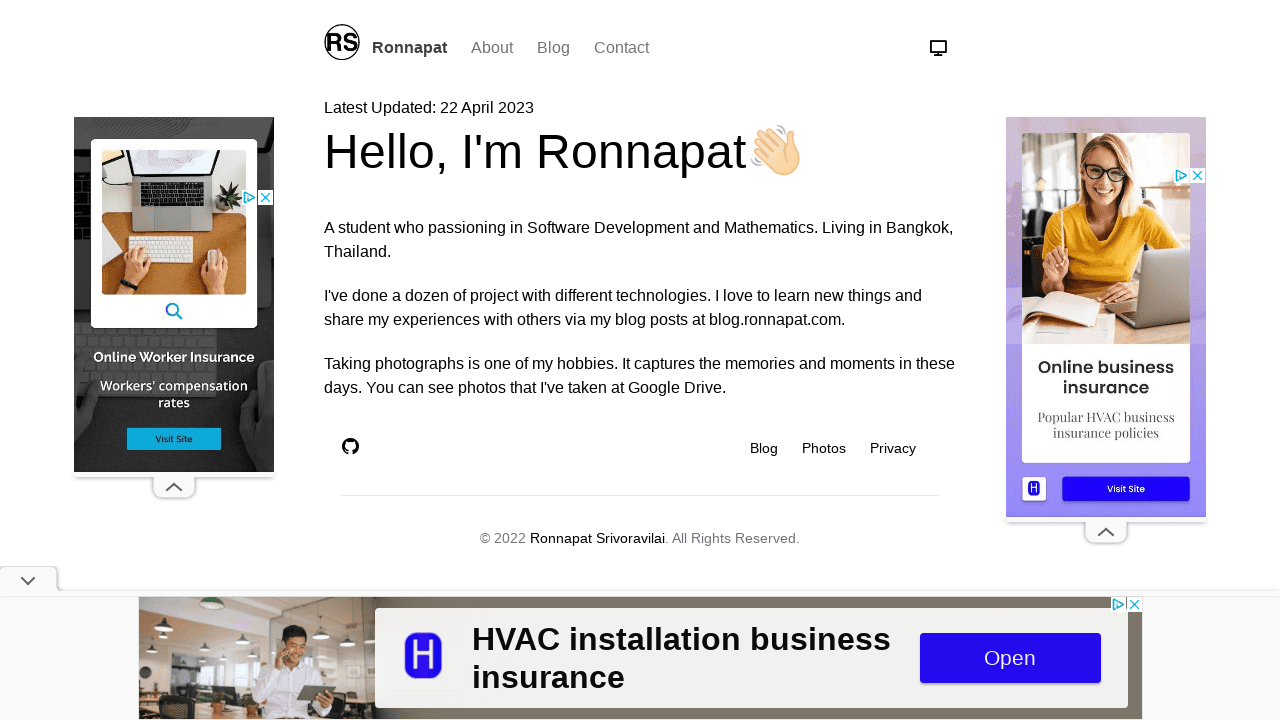 RS
Ronnapat About Blog Contact
Latest Updated: 22 April 2023
Hello, I'm Ronnapat👋🏼
A student who passioning in Software Development and Mathematics. Living in Bangkok,
Thailand.
I've done a dozen of project with different technologies. I love to learn new things and
share my experiences with others via my blog posts at blog.ronnapat.com.
Taking photographs is one of my hobbies. It captures the memories and moments in these
days. You can see photos that I've taken at Google Drive.
Blog Photos Privacy
© 2022 Ronnapat Srivoravilai. All Rights Reserved.
Online Worker Insurance
Workers' compensation
rates
Visit Site
Online business
insurance
Popular HVAC business
insurance policies
H
Visit Site
H
HVAC installation business
insurance
Open